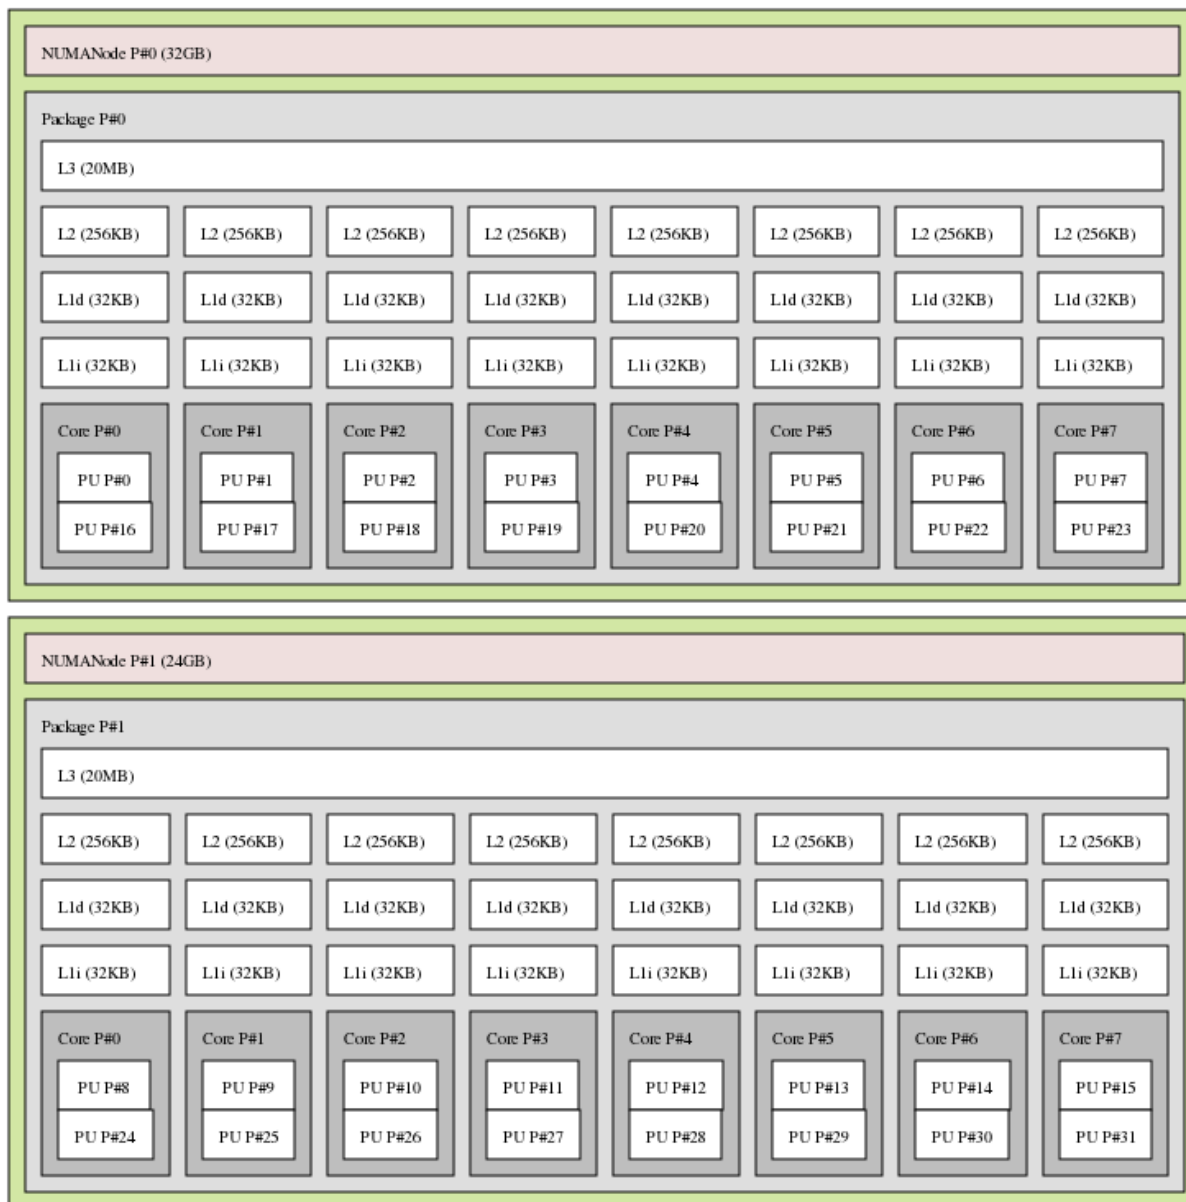 NUMANode P#0 (32GB)
Package P#0
L3 (20MB)
L2 (256KB) L2 (256KB) L2 (256KB) L2 (256KB) L2 (256KB) L2 (256KB) L2 (256KB) L2 (256KB)
L1d (32KB) L1d (32KB) L1d (32KB) L1d (32KB) L1d (32KB) L1d (32KB) L1d (32KB) L1d (32KB)
L1i (32KB) L1i (32KB) L1i (32KB) L1i (32KB) L1i (32KB) L1i (32KB) L1i (32KB) L1i (32KB)
Core P#0 Core P#1 Core P#2 Core P#3 Core P#4 Core P#5 Core P#6 Core P#7
PU P#0 PU P#1 PU P#2 PU P#3 PU P#4 PU P#5 PU P#6 PU P#7
PU P#16 PU P#17 PU P#18 PU P#19 PU P#20 PU P#21 PU P#22 PU P#23
NUMANode P#1 (24GB)
Package P#1
L3 (20MB)
L2 (256KB) L2 (256KB) L2 (256KB) L2 (256KB) L2 (256KB) L2 (256KB) L2 (256KB) L2 (256KB)
L1d (32KB) L1d (32KB) L1d (32KB) L1d (32KB) L1d (32KB) L1d (32KB) L1d (32KB) L1d (32KB)
L1i (32KB) L1i (32KB) L1i (32KB) L1i (32KB) L1i (32KB) L1i (32KB) L1i (32KB) L1i (32KB)
Core P#0 Core P#1 Core P#2 Core P#3 Core P#4 Core P#5 Core P#6 Core P#7
PU P#8 PU P#9 PU P#10 PU P#11 PU P#12 PU P#13 PU P#14 PU P#15
PU P#24 PU P#25 PU P#26 PU P#27 PU P#28 PU P#29 PU P#30 PU P#31